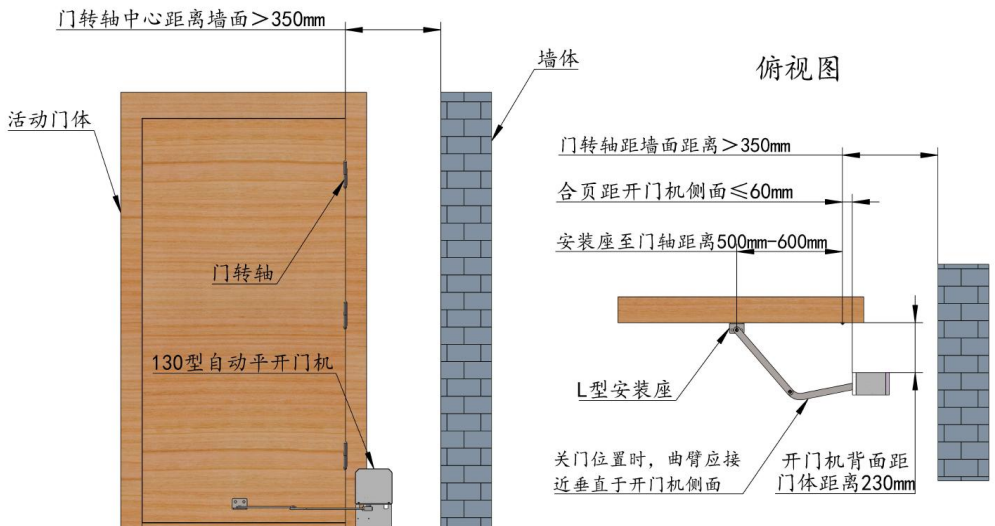 门转轴中心距离墙面>350mm
墙体
活动门体
门转轴
130型自动平开门机
俯视图
门转轴距墙面距离>350mm
合页距开门机侧面≤60mm
安装座至门轴距离500mm-600mm
L型安装座
关门位置时，曲臂应接
近垂直于开门机侧面
开门机背面距
门体距离230mm